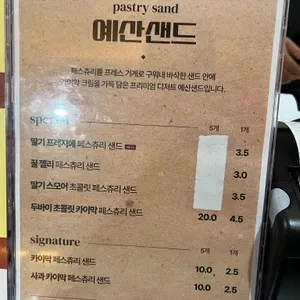 pastry sand
예산샌드
페스츄리를 프레스 기계로 구워내 바삭한 샌드 안에
카이막 크림을 가득 담은 프리미엄 디저트 예산샌드입니다.
special
5개 1개
딸기 프레지에 페스츄리 샌드 3.5
꿀 젤리 페스츄리 샌드 3.0
딸기 스모어 초콜릿 페스츄리 샌드 3.5
두바이 초콜릿 카이막 페스츄리 샌드 20.0 4.5
signature
5개 1개
카이막 페스츄리 샌드 10.0 2.5
사과 카이막 페스츄리 샌드 10.0 2.5